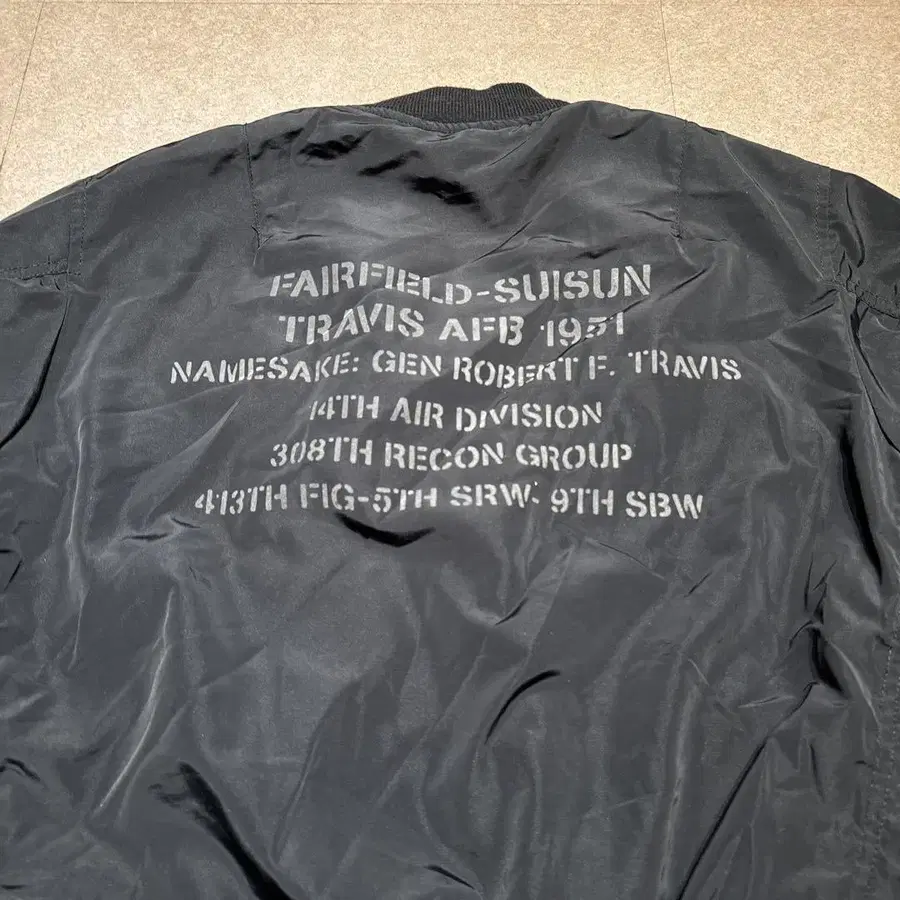 FAIRFIELD-SUISUN
TRAVIS AFB 1951
NAMESAKE: GEN ROBERT F. TRAVIS
14TH AIR DIVISION
308TH RECON GROUP
413TH FIG-5TH SRW- 9TH SBW